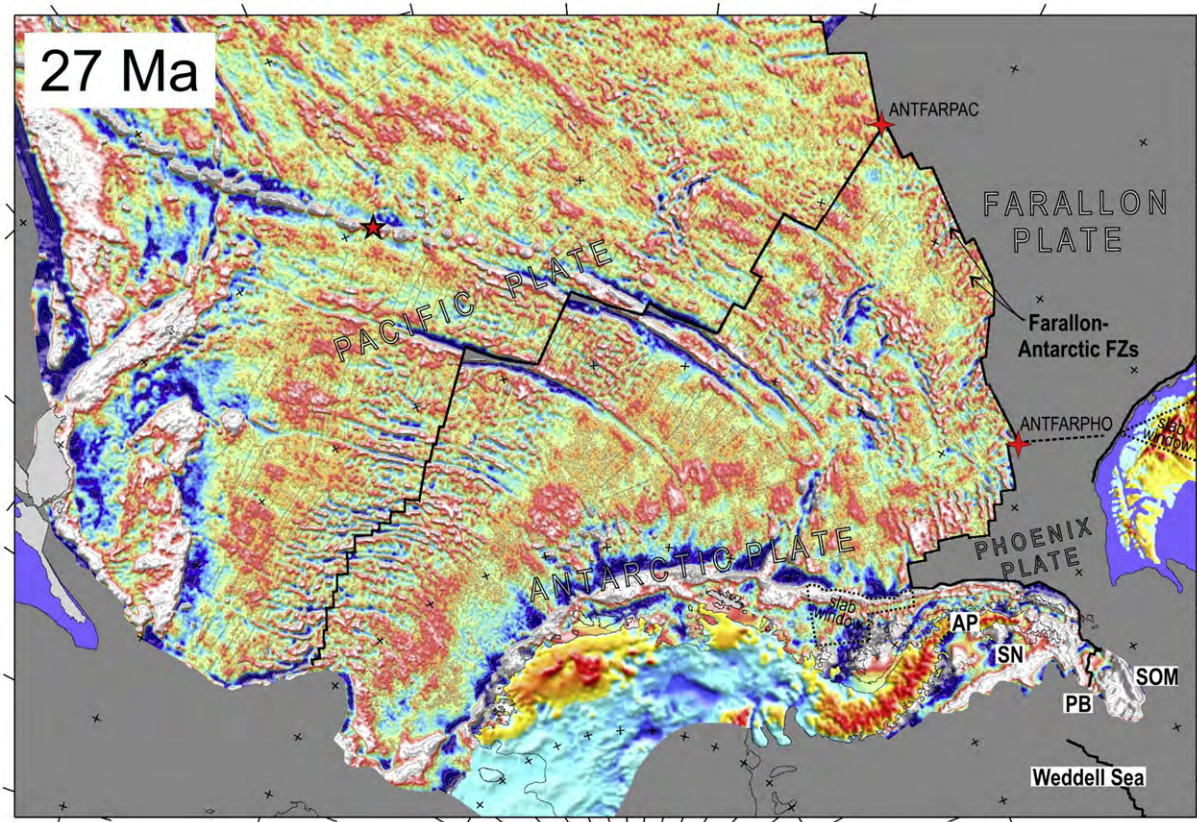 27 Ma
ANTFARPAC
FARALLON
PLATE
PACIFIC PLATE
Farallon-
Antarctic FZs
ANTFARPHO
slab
window
PHOENIX
PLATE
ANTARCTIC PLATE
slab
window
AP
SN
SOM
PB
Weddell Sea